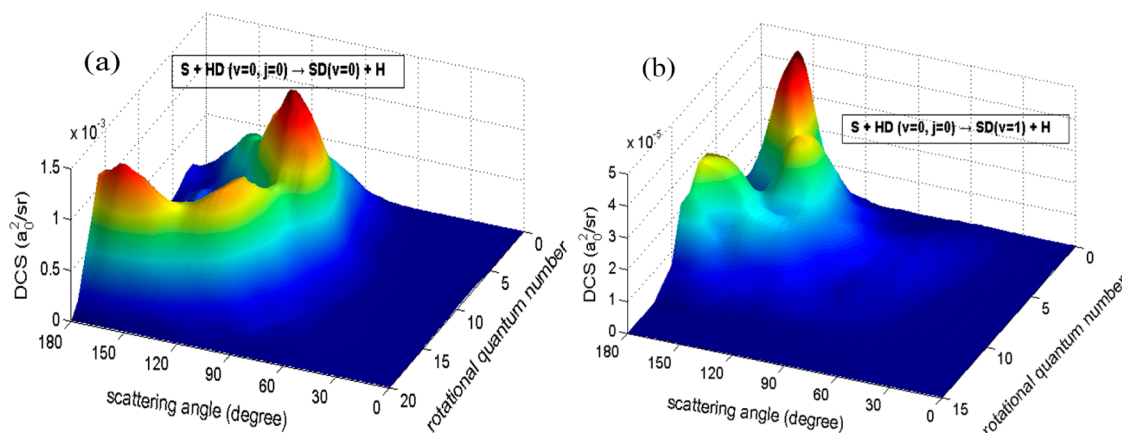 (a)
S + HD (v=0, j=0) → SD(v=0) + H
x 10⁻³
1.5
1
0.5
0
DCS (a₀²/sr)
180
150
120
90
60
30
0
scattering angle (degree)
20
15
10
5
0
rotational quantum number
(b)
S + HD (v=0, j=0) → SD(v=1) + H
x 10⁻⁵
5
4
3
2
1
0
DCS (a₀²/sr)
180
150
120
90
60
30
0
scattering angle (degree)
15
10
5
0
rotational quantum number